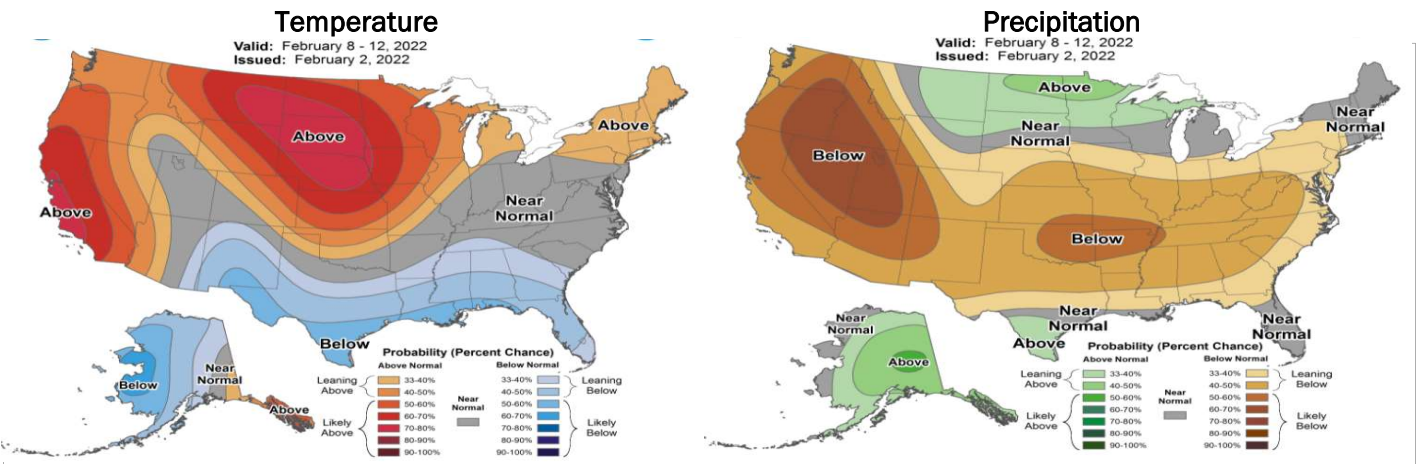 Temperature
Valid: February 8 - 12, 2022
Issued: February 2, 2022
Above
Above
Above
Near
Normal
Below
Below
Near
Normal
Above
Probability (Percent Chance)
Above Normal
Below Normal
Leaning
Above
33-40%
40-50%
Likely
Above
50-60%
60-70%
70-80%
80-90%
90-100%
Near
Normal
33-40%
40-50%
Leaning
Below
50-60%
60-70%
70-80%
80-90%
90-100%
Likely
Below
Precipitation
Valid: February 8 - 12, 2022
Issued: February 2, 2022
Above
Near
Normal
Near
Normal
Below
Below
Near
Normal
Above
Near
Normal
Near
Normal
Above
Probability (Percent Chance)
Above Normal
Below Normal
Leaning
Above
33-40%
40-50%
Likely
Above
50-60%
60-70%
70-80%
80-90%
90-100%
Near
Normal
33-40%
40-50%
Leaning
Below
50-60%
60-70%
70-80%
80-90%
90-100%
Likely
Below